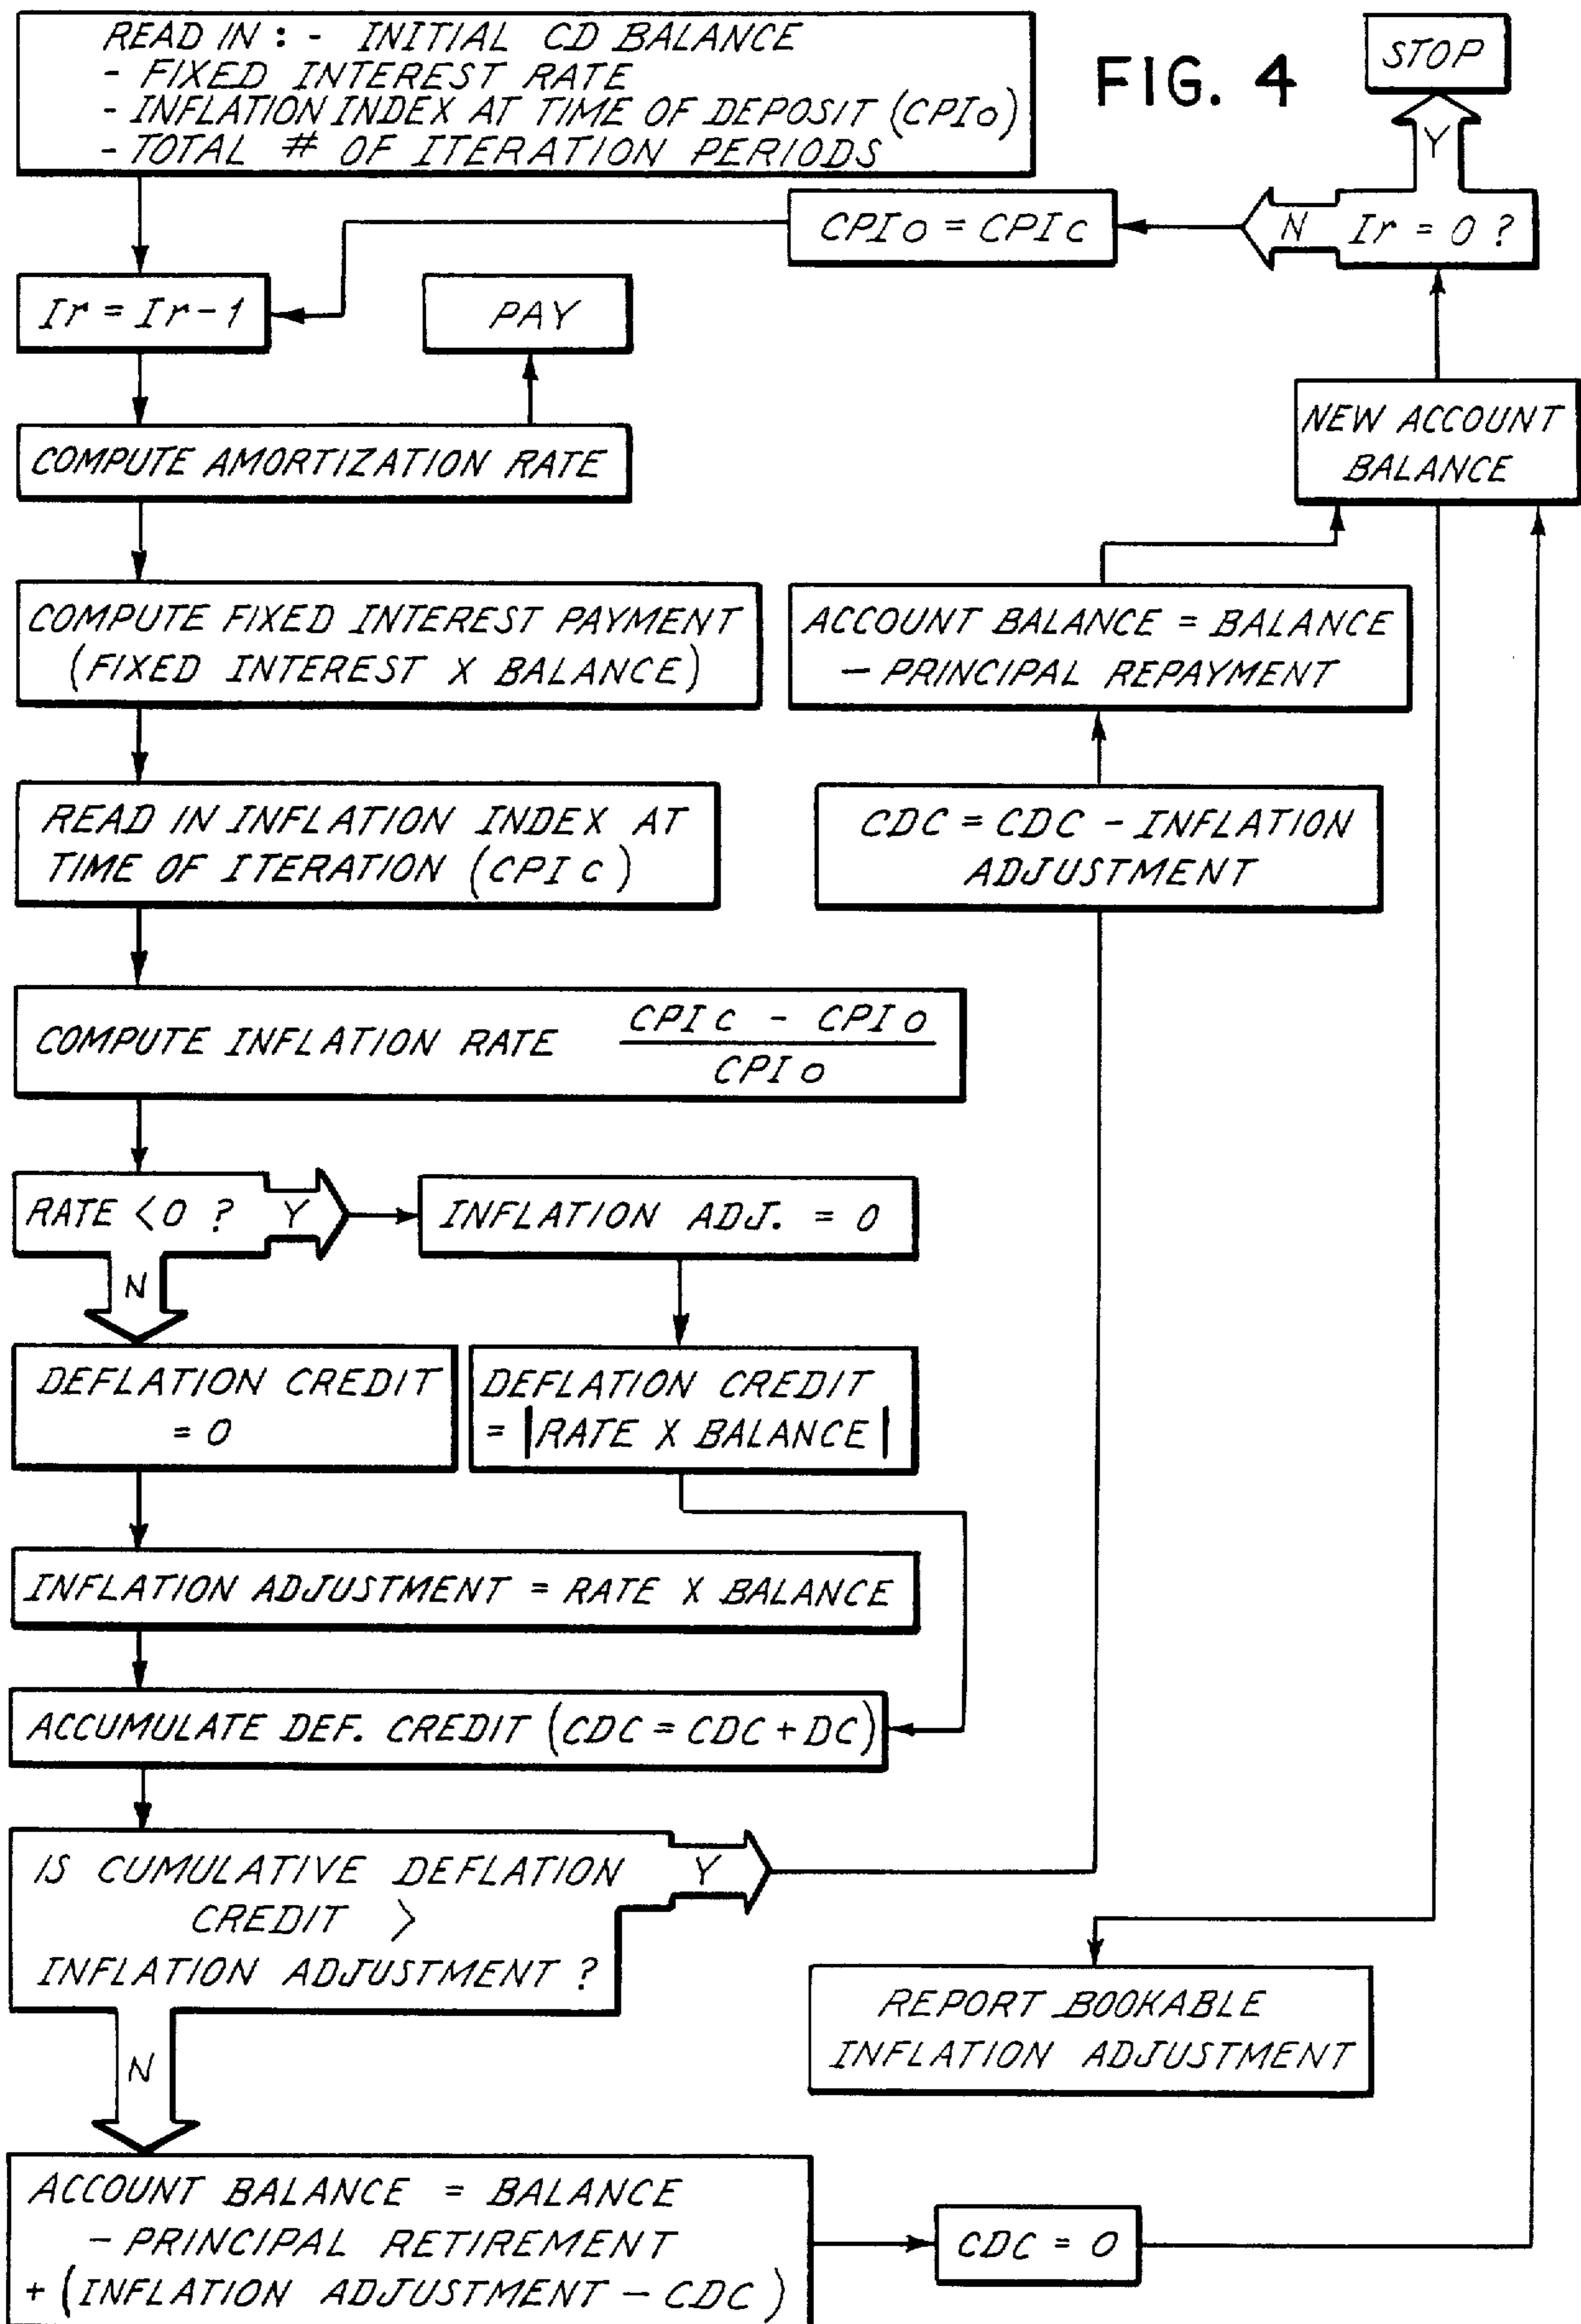 READ IN : - INITIAL CD BALANCE
- FIXED INTEREST RATE
- INFLATION INDEX AT TIME OF DEPOSIT (CPIo)
- TOTAL # OF ITERATION PERIODS
FIG. 4
STOP
Y
Ir = 0 ?
N
CPIo = CPIc
Ir = Ir-1
PAY
COMPUTE AMORTIZATION RATE
NEW ACCOUNT
BALANCE
COMPUTE FIXED INTEREST PAYMENT
(FIXED INTEREST X BALANCE)
ACCOUNT BALANCE = BALANCE
- PRINCIPAL REPAYMENT
READ IN INFLATION INDEX AT
TIME OF ITERATION (CPIc)
CDC = CDC - INFLATION
ADJUSTMENT
COMPUTE INFLATION RATE
CPIc - CPIo
CPIo
RATE <0 ?
Y
INFLATION ADJ. = 0
N
DEFLATION CREDIT
= 0
DEFLATION CREDIT
= |RATE X BALANCE|
INFLATION ADJUSTMENT = RATE X BALANCE
ACCUMULATE DEF. CREDIT (CDC = CDC + DC)
IS CUMULATIVE DEFLATION
CREDIT >
INFLATION ADJUSTMENT ?
Y
N
REPORT BOOKABLE
INFLATION ADJUSTMENT
ACCOUNT BALANCE = BALANCE
- PRINCIPAL RETIREMENT
+ (INFLATION ADJUSTMENT - CDC)
CDC = 0